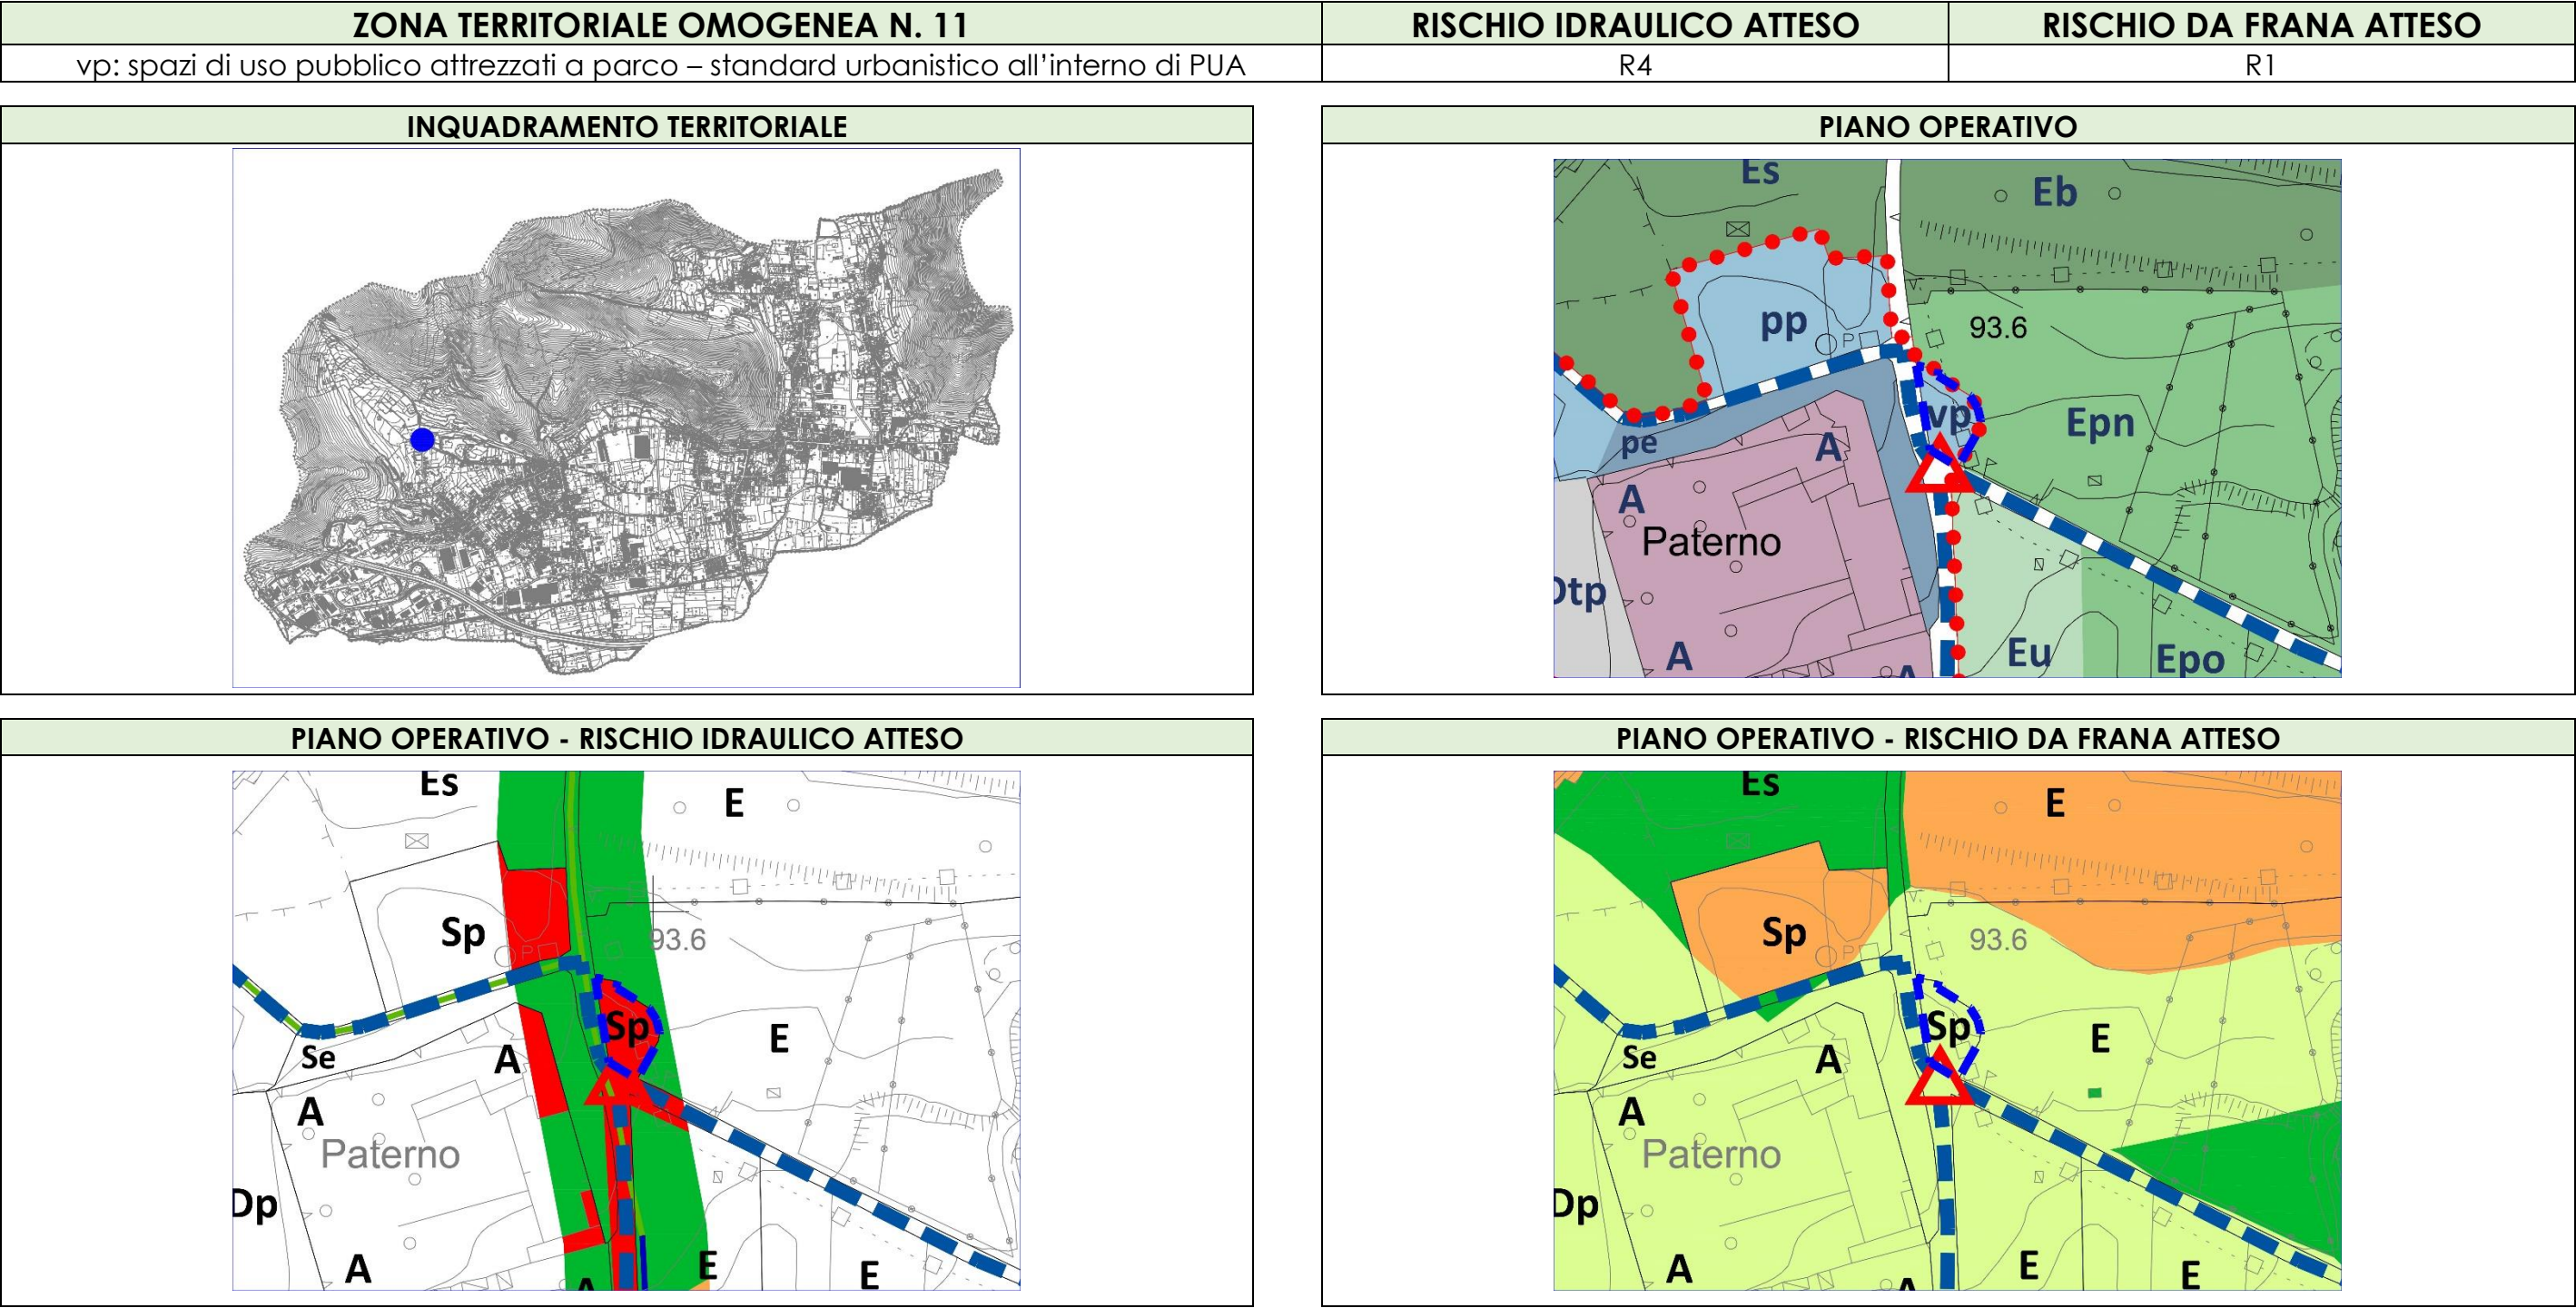 ZONA TERRITORIALE OMOGENEA N. 11
RISCHIO IDRAULICO ATTESO
RISCHIO DA FRANA ATTESO
vp: spazi di uso pubblico attrezzati a parco – standard urbanistico all'interno di PUA
R4
R1
INQUADRAMENTO TERRITORIALE
PIANO OPERATIVO
Es
Eb
pp
P
93.6
vp
Epn
pe
A
A
Paterno
Dtp
A
Eu
Epo
A
PIANO OPERATIVO - RISCHIO IDRAULICO ATTESO
PIANO OPERATIVO - RISCHIO DA FRANA ATTESO
Es
E
Sp
P
93.6
Sp
E
Se
A
A
Paterno
Dp
A
A
E
E
Es
E
Sp
P
93.6
Sp
E
Se
A
A
Paterno
Dp
A
A
E
E